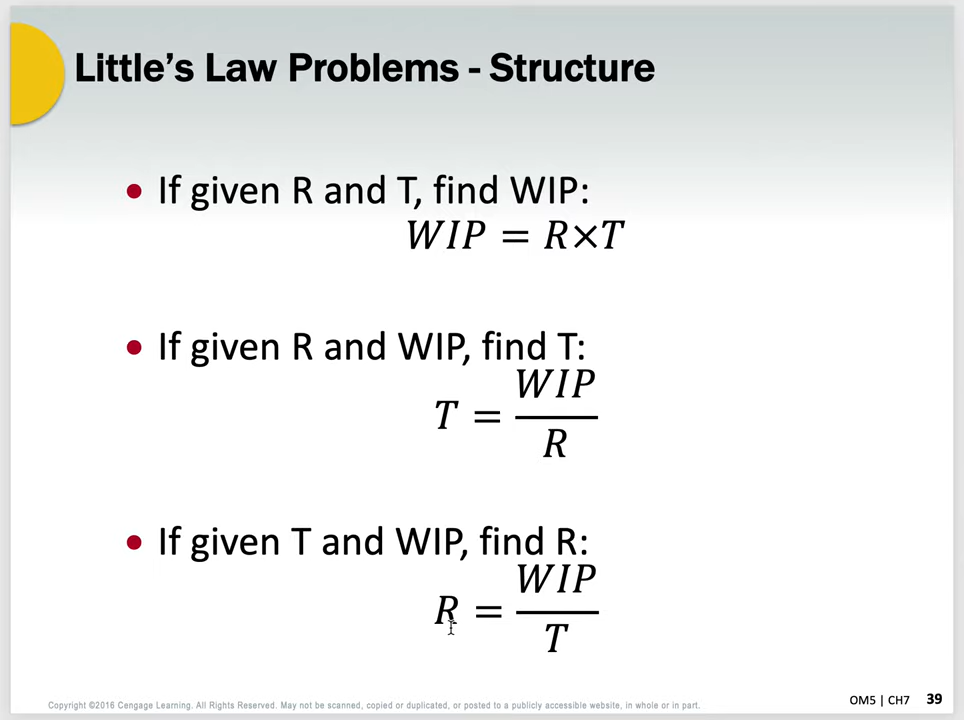 Little’s Law Problems - Structure
• If given R and T, find WIP:
WIP = R×T
• If given R and WIP, find T:
T = WIP/R
• If given T and WIP, find R:
R = WIP/T
Copyright ©2016 Cengage Learning. All Rights Reserved. May not be scanned, copied or duplicated, or posted to a publicly accessible website, in whole or in part.
OM5 | CH7 39